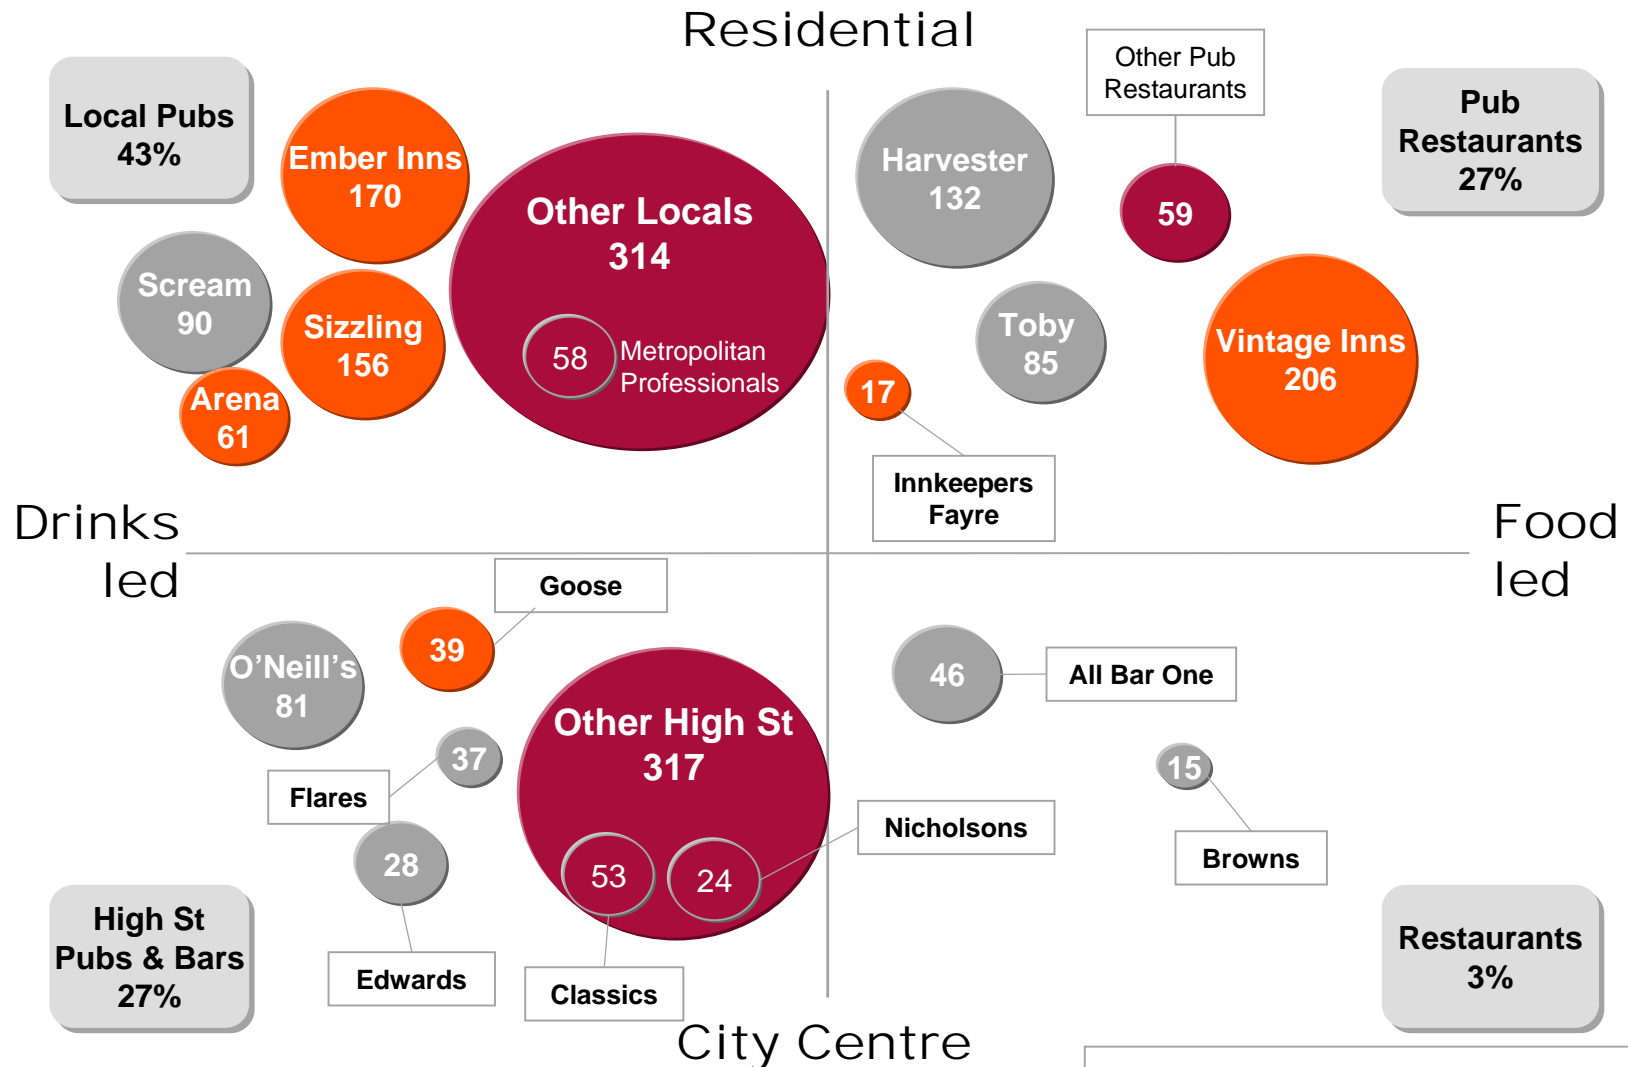 Residential
Local Pubs
43%
Ember Inns
170
Other Locals
314
Scream
90
Sizzling
156
58
Metropolitan
Professionals
Arena
61
Other Pub
Restaurants
59
Harvester
132
Pub
Restaurants
27%
Toby
85
Vintage Inns
206
17
Innkeepers
Fayre
Drinks
led
Food
led
Goose
39
O'Neill's
81
37
Flares
Other High St
317
28
Edwards
53
Classics
24
Nicholsons
46
All Bar One
15
Browns
High St
Pubs & Bars
27%
Restaurants
3%
City Centre